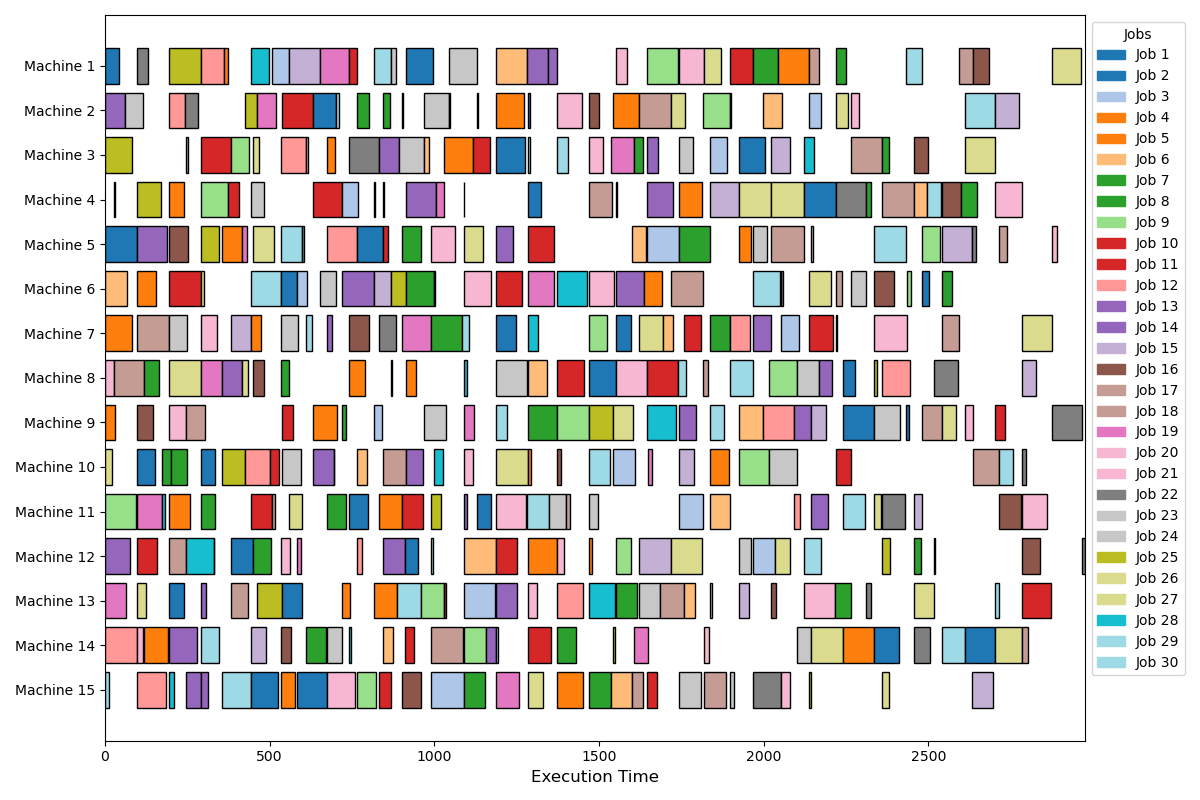 Machine 1
Machine 2
Machine 3
Machine 4
Machine 5
Machine 6
Machine 7
Machine 8
Machine 9
Machine 10
Machine 11
Machine 12
Machine 13
Machine 14
Machine 15
0 500 1000 1500 2000 2500
Execution Time
Jobs
Job 1
Job 2
Job 3
Job 4
Job 5
Job 6
Job 7
Job 8
Job 9
Job 10
Job 11
Job 12
Job 13
Job 14
Job 15
Job 16
Job 17
Job 18
Job 19
Job 20
Job 21
Job 22
Job 23
Job 24
Job 25
Job 26
Job 27
Job 28
Job 29
Job 30